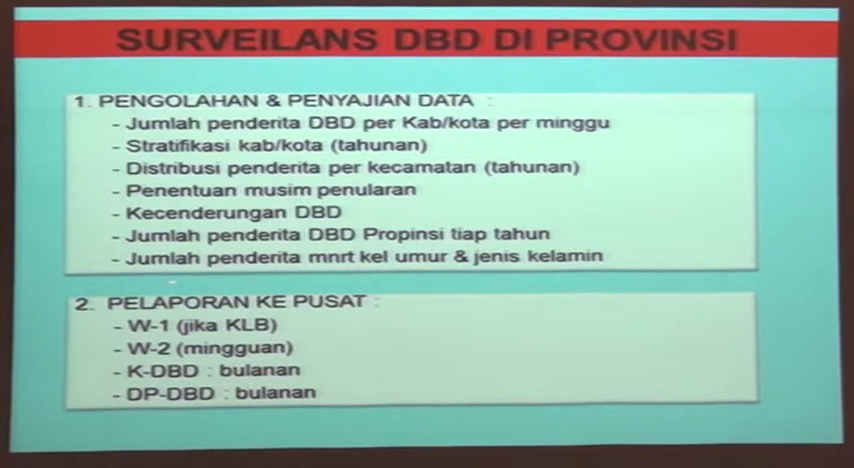 SURVEILANS DBD DI PROVINSI
1. PENGOLAHAN & PENYAJIAN DATA :
- Jumlah penderita DBD per Kab/kota per minggu
- Stratifikasi kab/kota (tahunan)
- Distribusi penderita per kecamatan (tahunan)
- Penentuan musim penularan
- Kecenderungan DBD
- Jumlah penderita DBD Propinsi tiap tahun
- Jumlah penderita mnrt kel umur & jenis kelamin
2. PELAPORAN KE PUSAT :
- W-1 (jika KLB)
- W-2 (mingguan)
- K-DBD : bulanan
- DP-DBD : bulanan